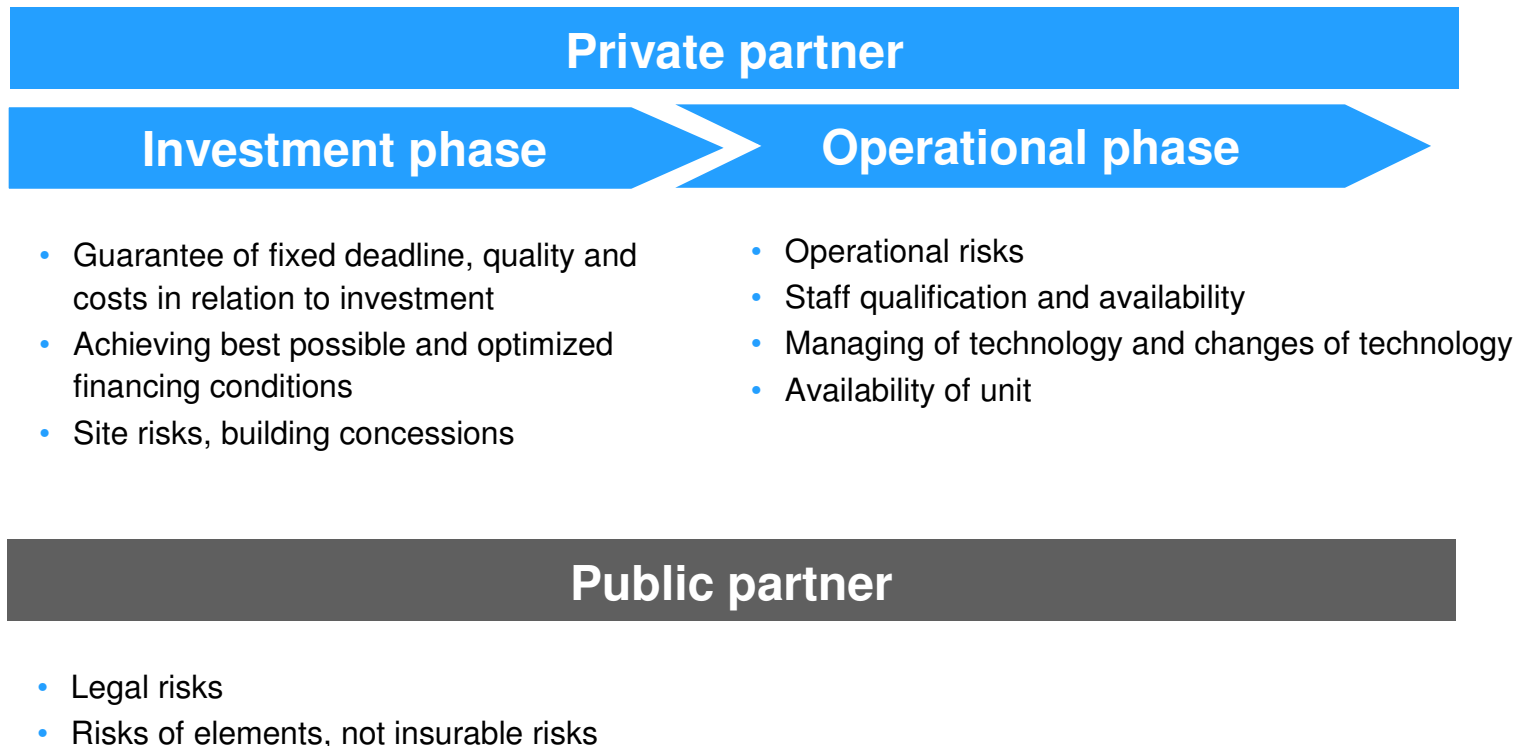 Private partner
Investment phase
Operational phase
• Guarantee of fixed deadline, quality and
costs in relation to investment
• Achieving best possible and optimized
financing conditions
• Site risks, building concessions
• Operational risks
• Staff qualification and availability
• Managing of technology and changes of technology
• Availability of unit
Public partner
• Legal risks
• Risks of elements, not insurable risks